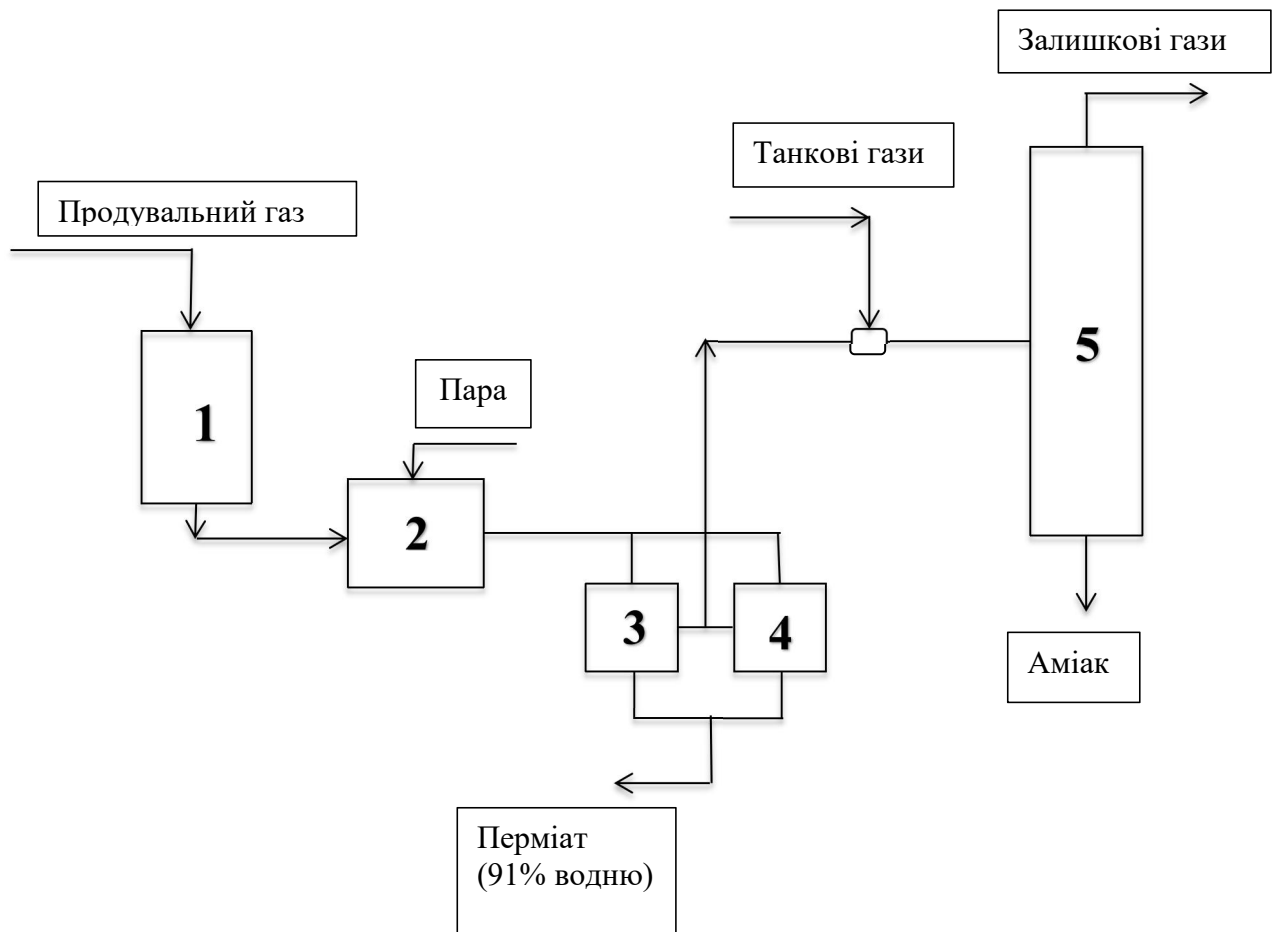 Залишкові гази
Танкові гази
Продувальний газ
5
Пара
1
2
3
4
Аміак
Перміат
(91% водню)